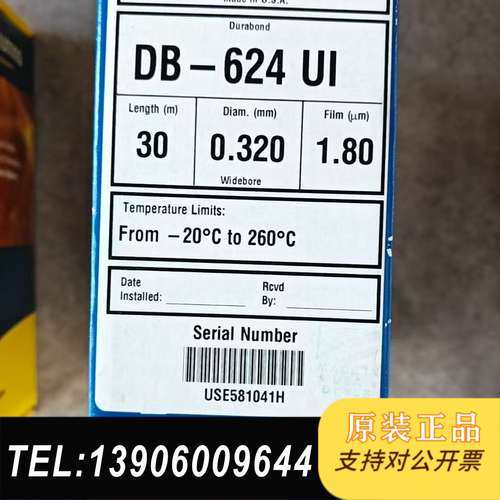 Made in U.S.A.
Durabond
DB–624 UI
Length (m) Diam. (mm) Film (μm)
30 0.320 1.80
Widebore
Temperature Limits:
From –20°C to 260°C
Date Rcvd
Installed: By:
Serial Number
USE581041H
TEL:13906009644
原装正品
支持对公开票